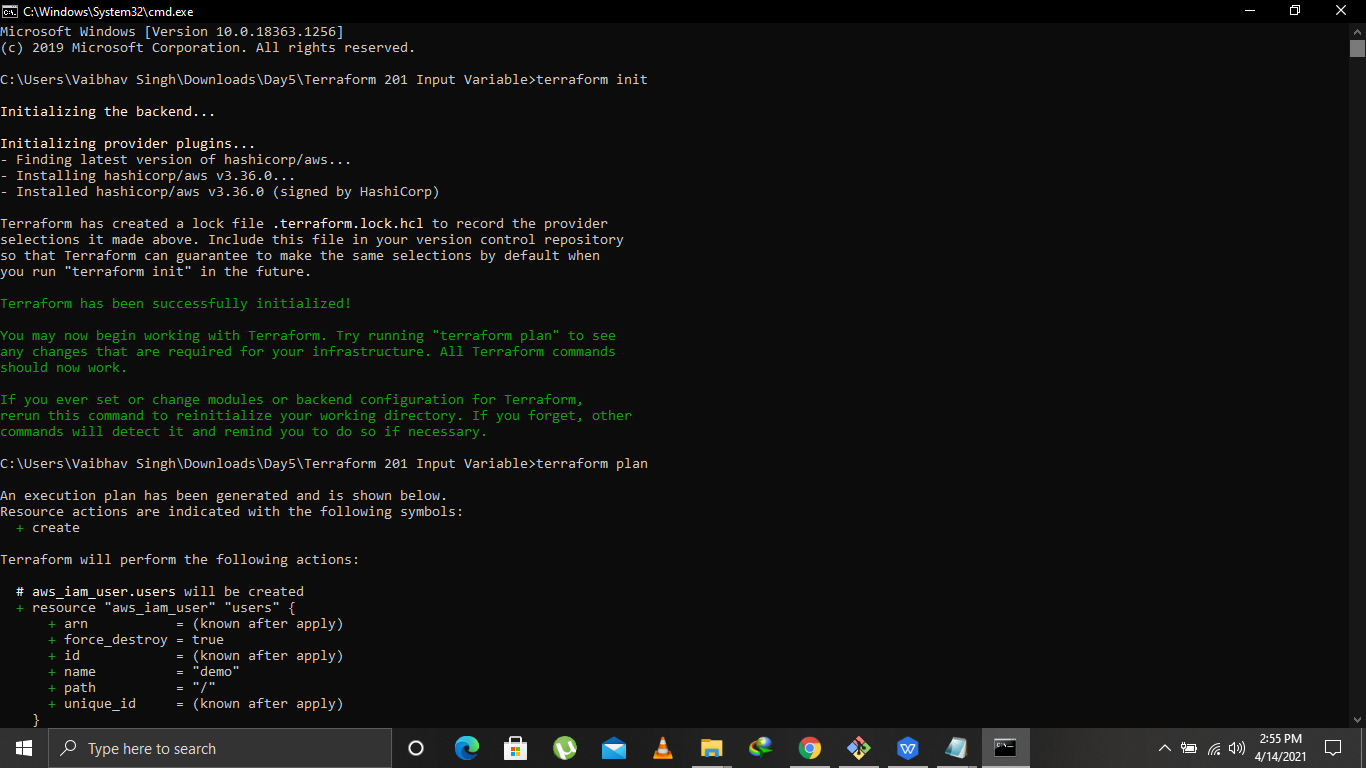 C:\Windows\System32\cmd.exe
Microsoft Windows [Version 10.0.18363.1256]
(c) 2019 Microsoft Corporation. All rights reserved.
C:\Users\Vaibhav Singh\Downloads\Day5\Terraform 201 Input Variable>terraform init
Initializing the backend...
Initializing provider plugins...
- Finding latest version of hashicorp/aws...
- Installing hashicorp/aws v3.36.0...
- Installed hashicorp/aws v3.36.0 (signed by HashiCorp)
Terraform has created a lock file .terraform.lock.hcl to record the provider
selections it made above. Include this file in your version control repository
so that Terraform can guarantee to make the same selections by default when
you run "terraform init" in the future.
Terraform has been successfully initialized!
You may now begin working with Terraform. Try running "terraform plan" to see
any changes that are required for your infrastructure. All Terraform commands
should now work.
If you ever set or change modules or backend configuration for Terraform,
rerun this command to reinitialize your working directory. If you forget, other
commands will detect it and remind you to do so if necessary.
C:\Users\Vaibhav Singh\Downloads\Day5\Terraform 201 Input Variable>terraform plan
An execution plan has been generated and is shown below.
Resource actions are indicated with the following symbols:
  + create
Terraform will perform the following actions:
  # aws_iam_user.users will be created
  + resource "aws_iam_user" "users" {
      + arn           = (known after apply)
      + force_destroy = true
      + id            = (known after apply)
      + name          = "demo"
      + path          = "/"
      + unique_id     = (known after apply)
    }
Type here to search
2:55 PM
4/14/2021